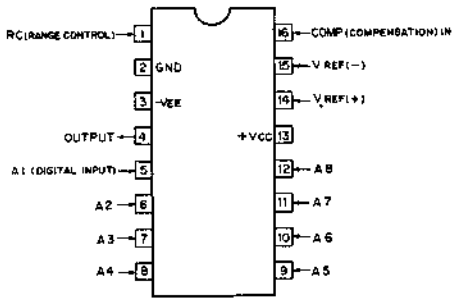 RC(RANGE CONTROL) 1
2 GND
3 -VEE
OUTPUT 4
A1 (DIGITAL INPUT) 5
A2 6
A3 7
A4 8
16 COMP (COMPENSATION) IN
15 V REF(-)
14 V REF(+)
+VCC 13
12 A8
11 A7
10 A6
9 A5